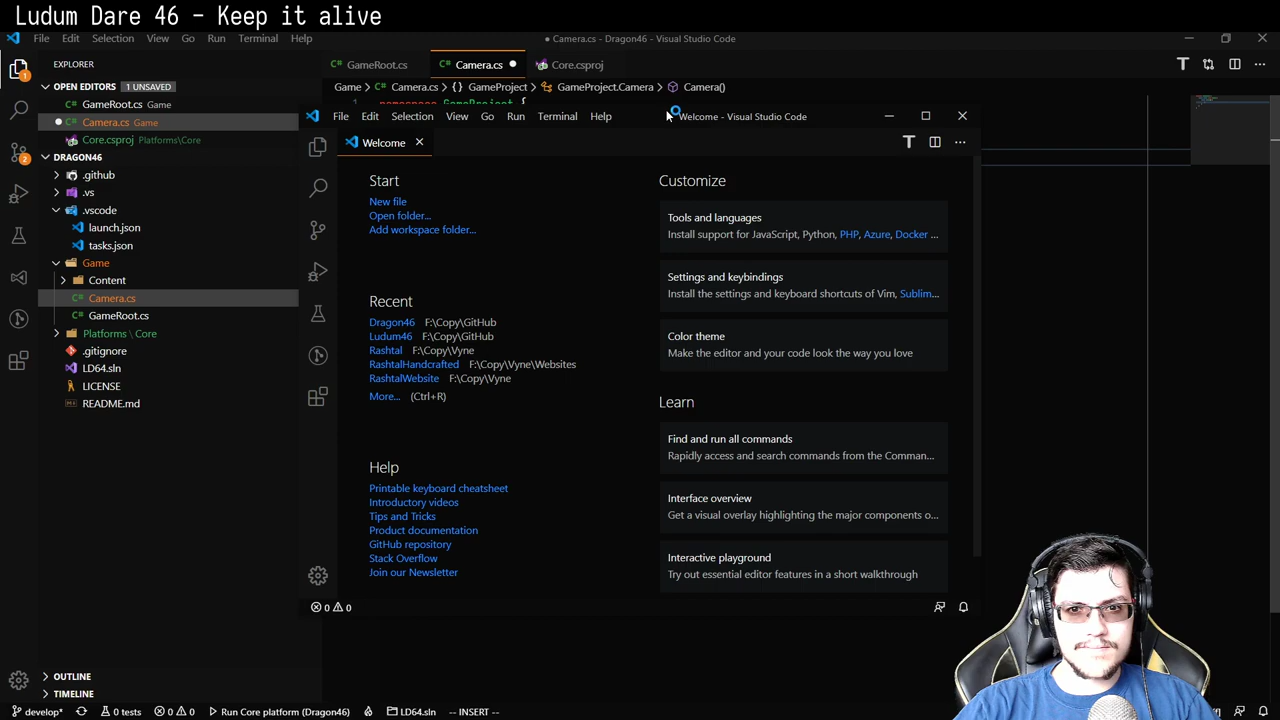 Ludum Dare 46 - Keep it alive
File Edit Selection View Go Run Terminal Help
● Camera.cs - Dragon46 - Visual Studio Code
EXPLORER
GameRoot.cs
Camera.cs
Core.csproj
OPEN EDITORS 1 UNSAVED
Game > Camera.cs > {} GameProject > GameProject.Camera > Camera()
GameRoot.cs Game
1 namespace GameProject {
Camera.cs Game
Core.csproj Platforms\Core
DRAGON46
.github
.vs
.vscode
launch.json
tasks.json
Game
Content
Camera.cs
GameRoot.cs
Platforms \ Core
.gitignore
LD64.sln
LICENSE
README.md
OUTLINE
TIMELINE
File Edit Selection View Go Run Terminal Help
Welcome - Visual Studio Code
Welcome
Start
New file
Open folder...
Add workspace folder...
Recent
Dragon46 F:\Copy\GitHub
Ludum46 F:\Copy\GitHub
Rashtal F:\Copy\Vyne
RashtalHandcrafted F:\Copy\Vyne\Websites
RashtalWebsite F:\Copy\Vyne
More... (Ctrl+R)
Help
Printable keyboard cheatsheet
Introductory videos
Tips and Tricks
Product documentation
GitHub repository
Stack Overflow
Join our Newsletter
Customize
Tools and languages
Install support for JavaScript, Python, PHP, Azure, Docker ...
Settings and keybindings
Install the settings and keyboard shortcuts of Vim, Sublim...
Color theme
Make the editor and your code look the way you love
Learn
Find and run all commands
Rapidly access and search commands from the Comman...
Interface overview
Get a visual overlay highlighting the major components o...
Interactive playground
Try out essential editor features in a short walkthrough
0 0
develop* 0 tests 0 0 Run Core platform (Dragon46) LD64.sln -- INSERT --